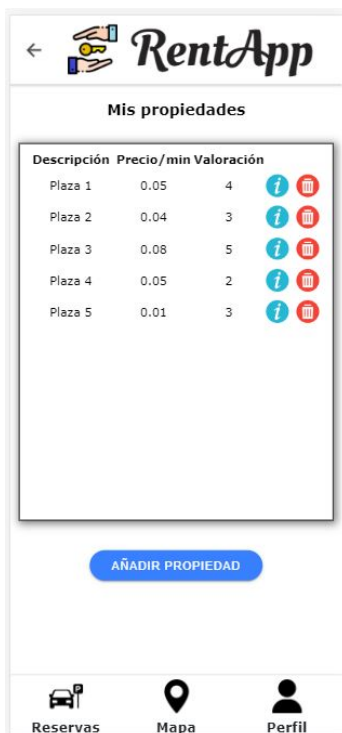 RentApp
Mis propiedades
Descripción Precio/min Valoración
Plaza 1 0.05 4
Plaza 2 0.04 3
Plaza 3 0.08 5
Plaza 4 0.05 2
Plaza 5 0.01 3
AÑADIR PROPIEDAD
P
Reservas Mapa Perfil